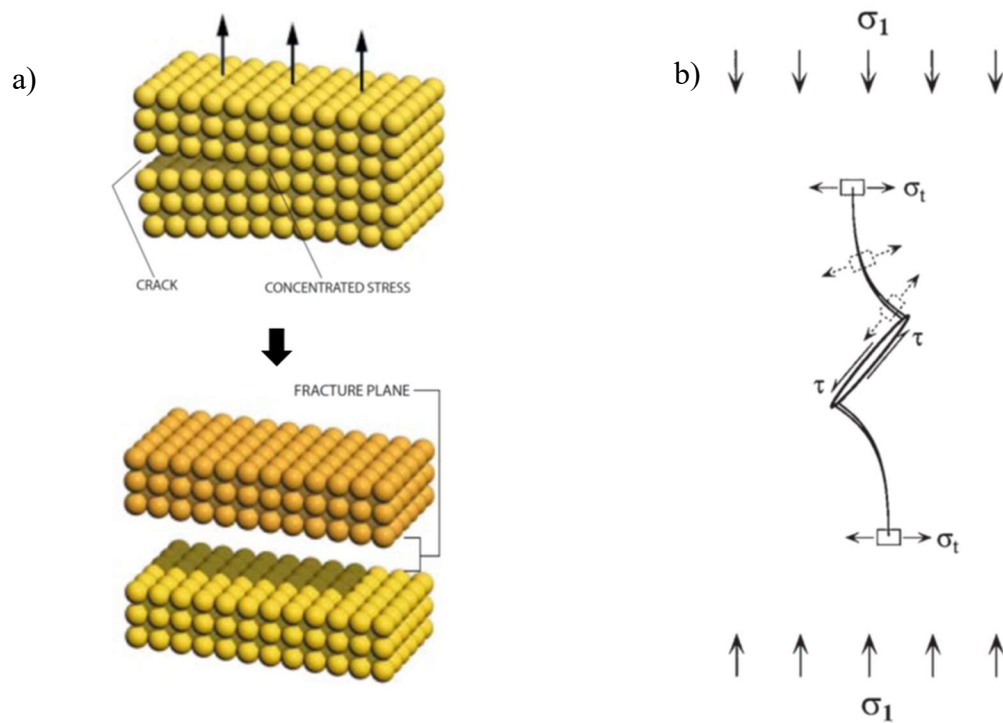 a)
CRACK
CONCENTRATED STRESS
FRACTURE PLANE
b)
σ1
σt
τ
τ
σt
σ1